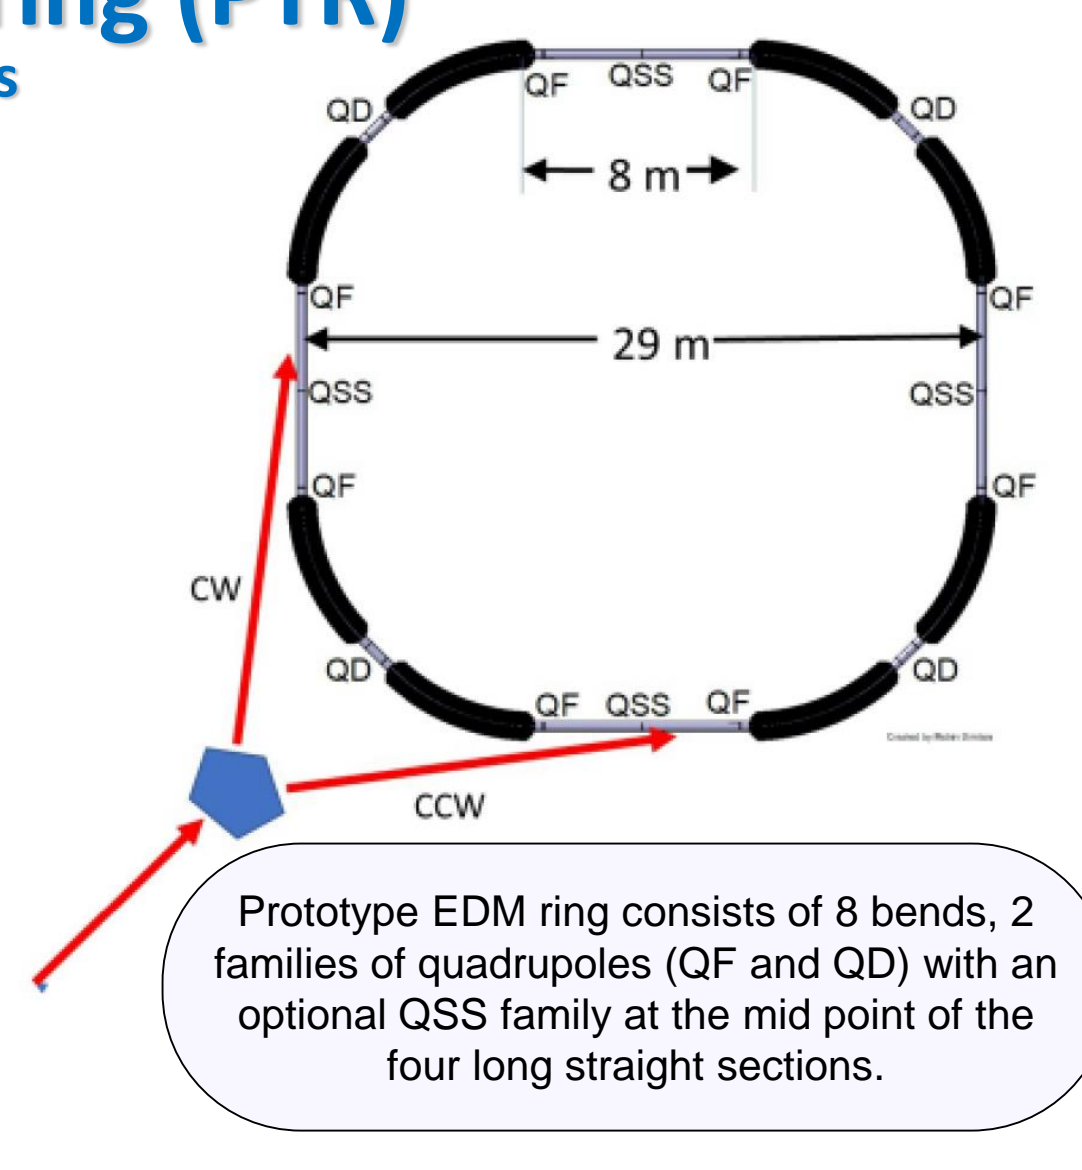 ring (PTR)
s
QF QSS QF
QD
QD
8 m
QF
QF
29 m
QSS
QSS
QF
QF
CW
QD
QD
QF QSS QF
CCW
Prototype EDM ring consists of 8 bends, 2
families of quadrupoles (QF and QD) with an
optional QSS family at the mid point of the
four long straight sections.